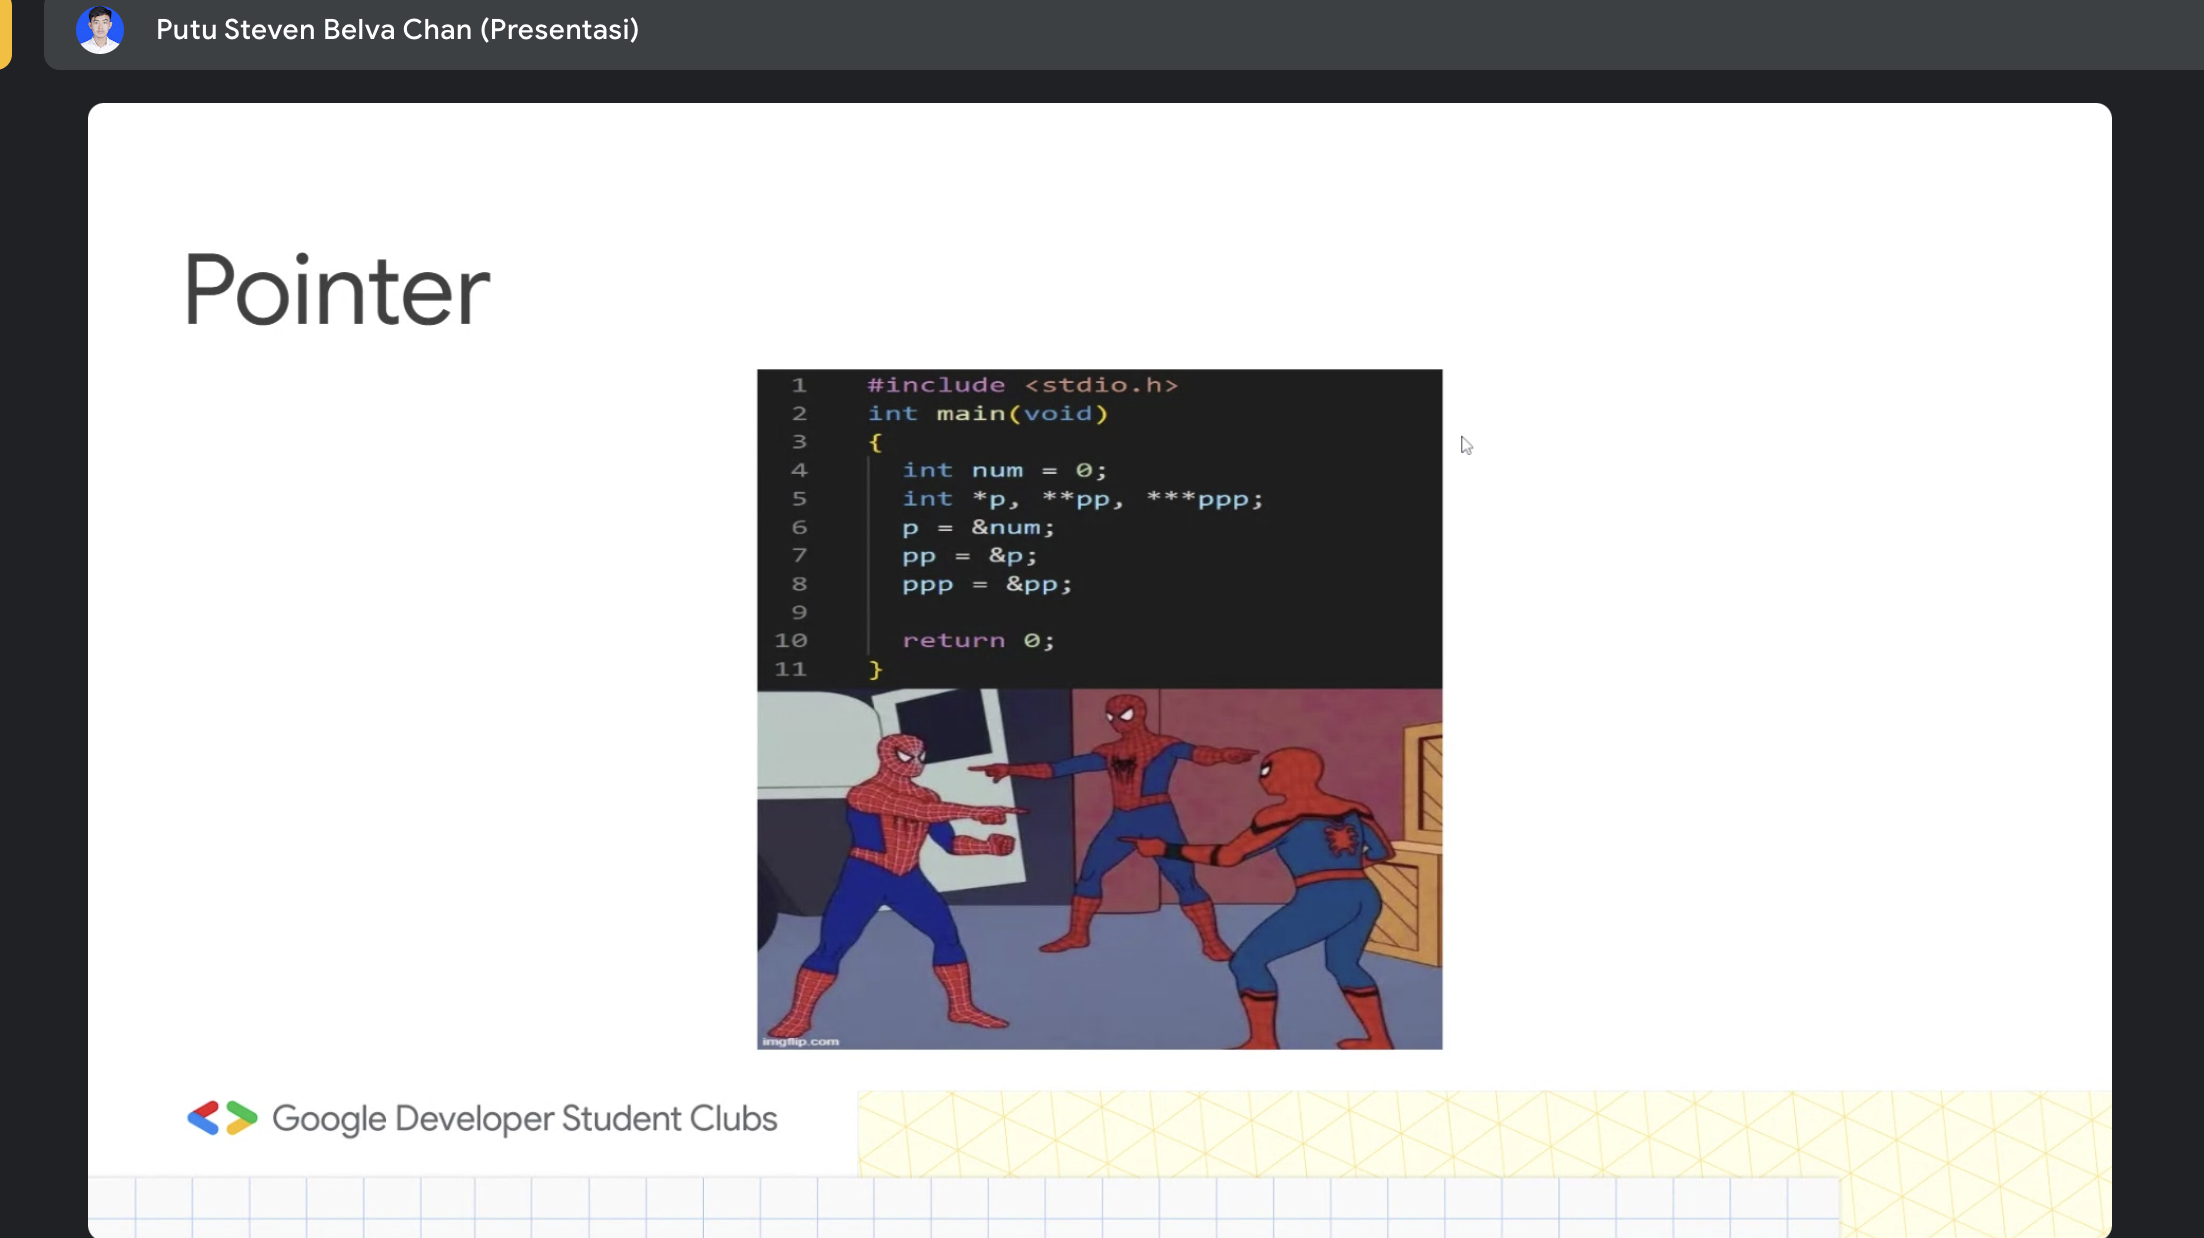 Putu Steven Belva Chan (Presentasi)
Pointer
1 #include <stdio.h>
2 int main(void)
3 {
4 int num = 0;
5 int *p, **pp, ***ppp;
6 p = &num;
7 pp = &p;
8 ppp = &pp;
9
10 return 0;
11 }
imgflip.com
Google Developer Student Clubs